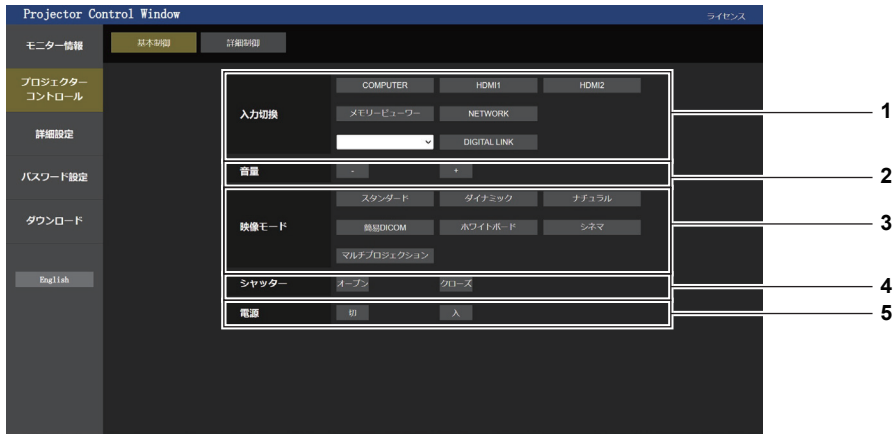 Projector Control Window ライセンス
モニター情報 基本制御 詳細制御
プロジェクター
コントロール
詳細設定
パスワード設定
ダウンロード
English
入力切換 COMPUTER HDMI1 HDMI2
メモリービューワー NETWORK
DIGITAL LINK
音量 - +
映像モード スタンダード ダイナミック ナチュラル
簡易DICOM ホワイトボード シネマ
マルチプロジェクション
シャッター オープン クローズ
電源 切 入
1
2
3
4
5